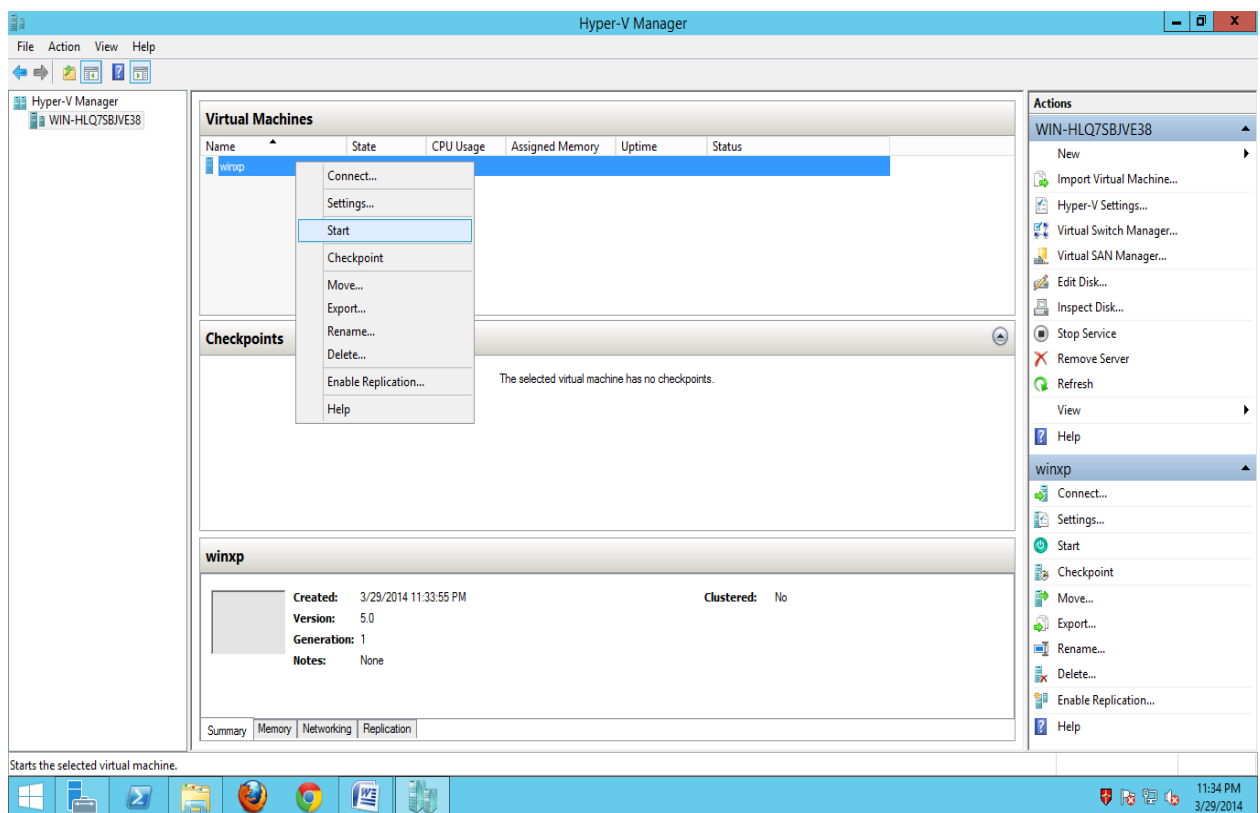 Hyper-V Manager
File Action View Help
Hyper-V Manager
WIN-HLQ7SBJVE38
Virtual Machines
Name State CPU Usage Assigned Memory Uptime Status
winxp
Connect...
Settings...
Start
Checkpoint
Move...
Export...
Rename...
Delete...
Enable Replication...
Help
Checkpoints
The selected virtual machine has no checkpoints.
winxp
Created: 3/29/2014 11:33:55 PM Clustered: No
Version: 5.0
Generation: 1
Notes: None
Summary Memory Networking Replication
Actions
WIN-HLQ7SBJVE38
New
Import Virtual Machine...
Hyper-V Settings...
Virtual Switch Manager...
Virtual SAN Manager...
Edit Disk...
Inspect Disk...
Stop Service
Remove Server
Refresh
View
Help
winxp
Connect...
Settings...
Start
Checkpoint
Move...
Export...
Rename...
Delete...
Enable Replication...
Help
Starts the selected virtual machine.
11:34 PM
3/29/2014